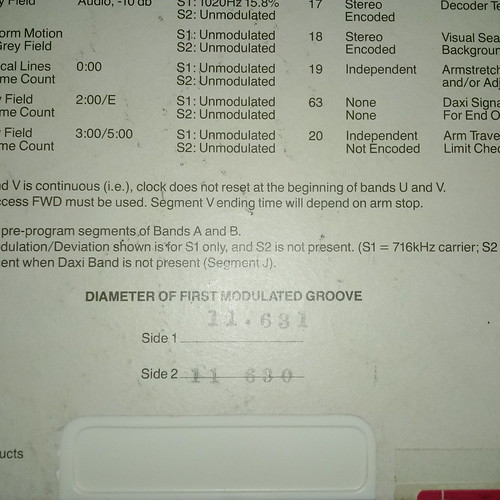 Field Audio, -10 db S1: 1020Hz 15.8% 17 Stereo Decoder Te
S2: Unmodulated Encoded
orm Motion S1: Unmodulated 18 Stereo Visual Sea
Grey Field S2: Unmodulated Encoded Backgroun
cal Lines 0:00 S1: Unmodulated 19 Independent Armstretch
me Count S2: Unmodulated and/or Adj
Field 2:00/E S1: Unmodulated 63 None Daxi Signa
me Count S2: Unmodulated None For End O
Field 3:00/5:00 S1: Unmodulated 20 Independent Arm Trave
me Count S2: Unmodulated Not Encoded Limit Chec
d V is continuous (i.e.), clock does not reset at the beginning of bands U and V.
ccess FWD must be used. Segment V ending time will depend on arm stop.
pre-program segments of Bands A and B.
dulation/Deviation shown is for S1 only, and S2 is not present. (S1 = 716kHz carrier; S2
ent when Daxi Band is not present (Segment J).
DIAMETER OF FIRST MODULATED GROOVE
11.631
Side 1
Side 2 11 630
ucts